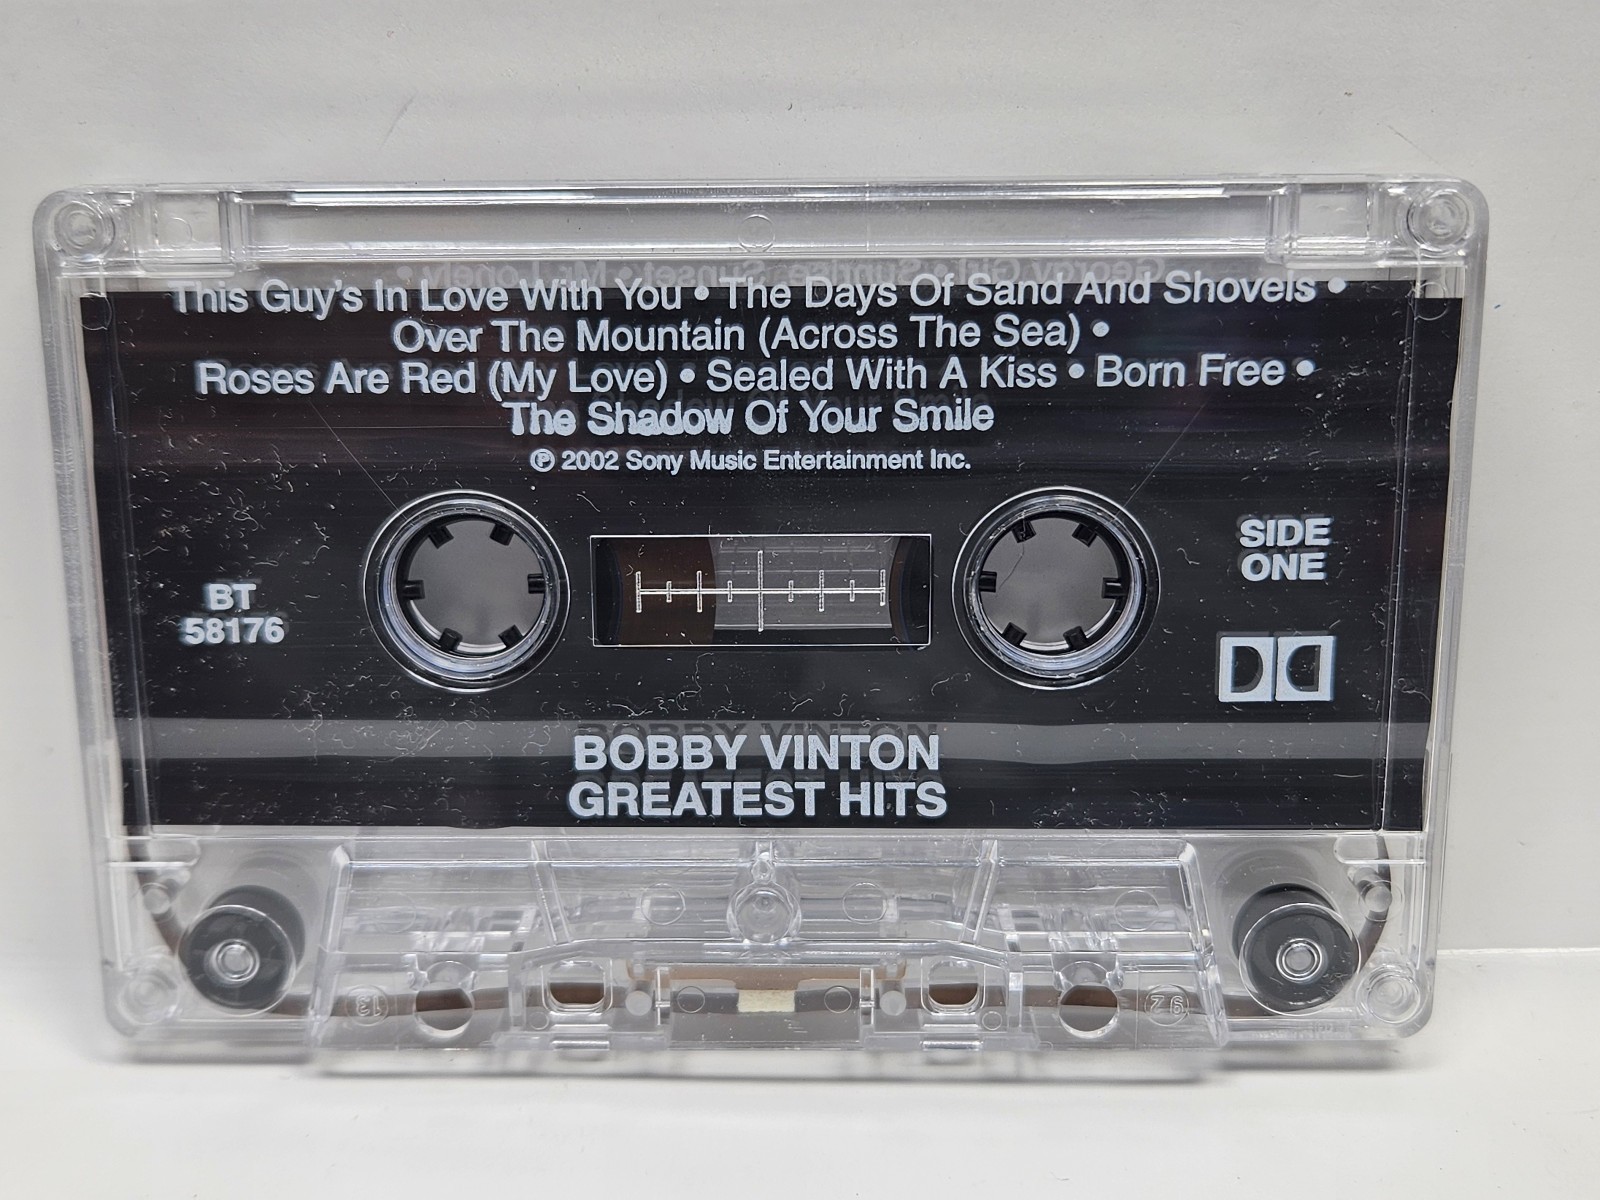 This Guy's In Love With You • The Days Of Sand And Shovels •
Over The Mountain (Across The Sea) •
Roses Are Red (My Love) • Sealed With A Kiss • Born Free •
The Shadow Of Your Smile
℗ 2002 Sony Music Entertainment Inc.
SIDE
ONE
BT
58176
BOBBY VINTON
GREATEST HITS